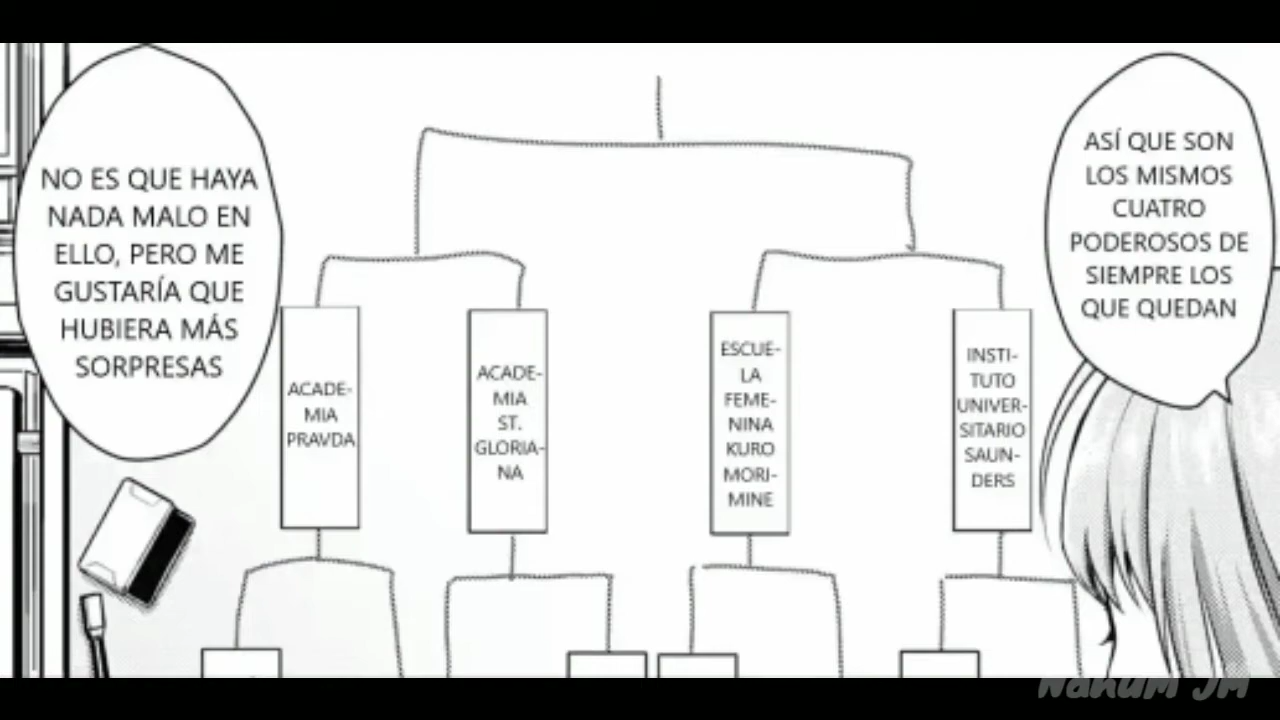 ASÍ QUE SON
LOS MISMOS
CUATRO
PODEROSOS DE
SIEMPRE LOS
QUE QUEDAN
NO ES QUE HAYA
NADA MALO EN
ELLO, PERO ME
GUSTARÍA QUE
HUBIERA MÁS
SORPRESAS
ACADE-
MIA
PRAVDA
ACADE-
MIA
ST.
GLORIA-
NA
ESCUE-
LA
FEME-
NINA
KURO
MORI-
MINE
INSTI-
TUTO
UNIVER-
SITARIO
SAUN-
DERS
Nahum JM